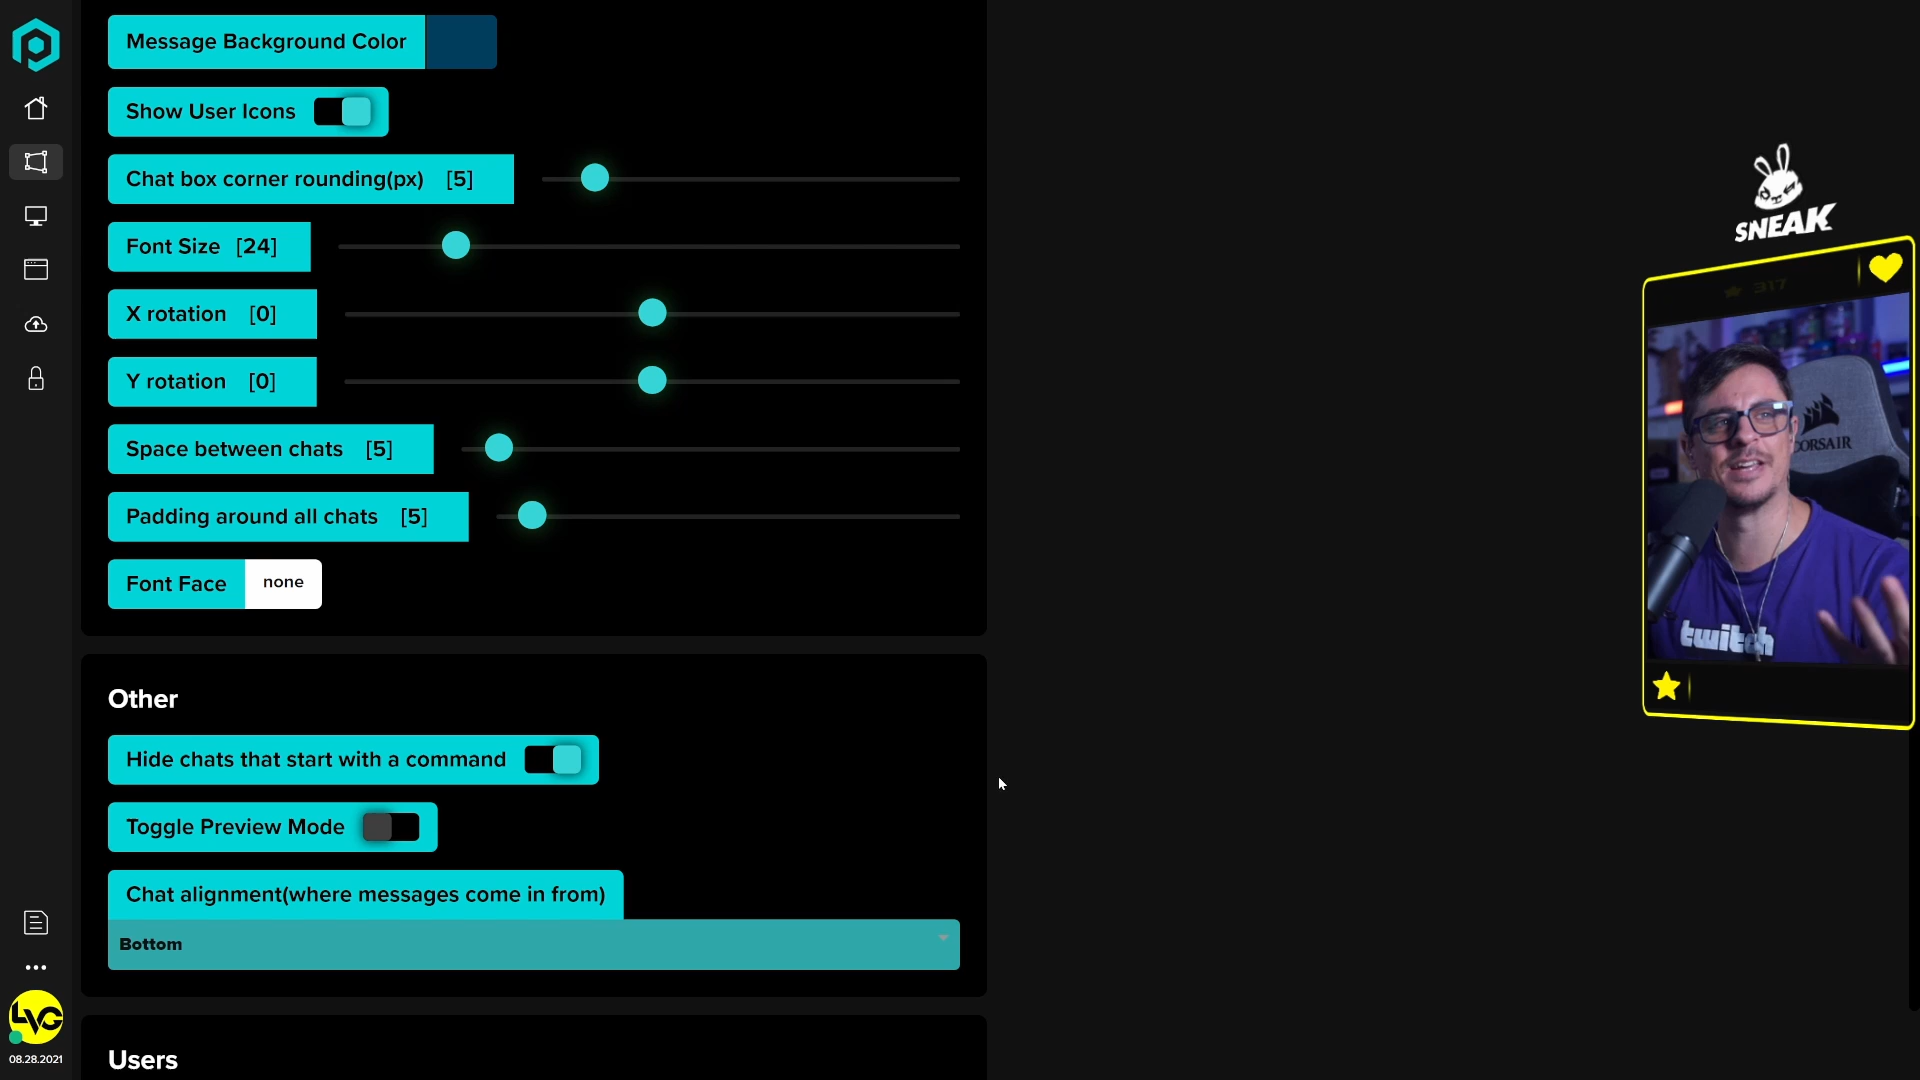 Message Background Color
Show User Icons
Chat box corner rounding(px) [5]
SNEAK
Font Size [24]
317
X rotation [0]
Y rotation [0]
CORSAIR
Space between chats [5]
Padding around all chats [5]
Font Face none
twitch
Other
Hide chats that start with a command
Toggle Preview Mode
Chat alignment(where messages come in from)
Bottom
LVG
08.28.2021
Users